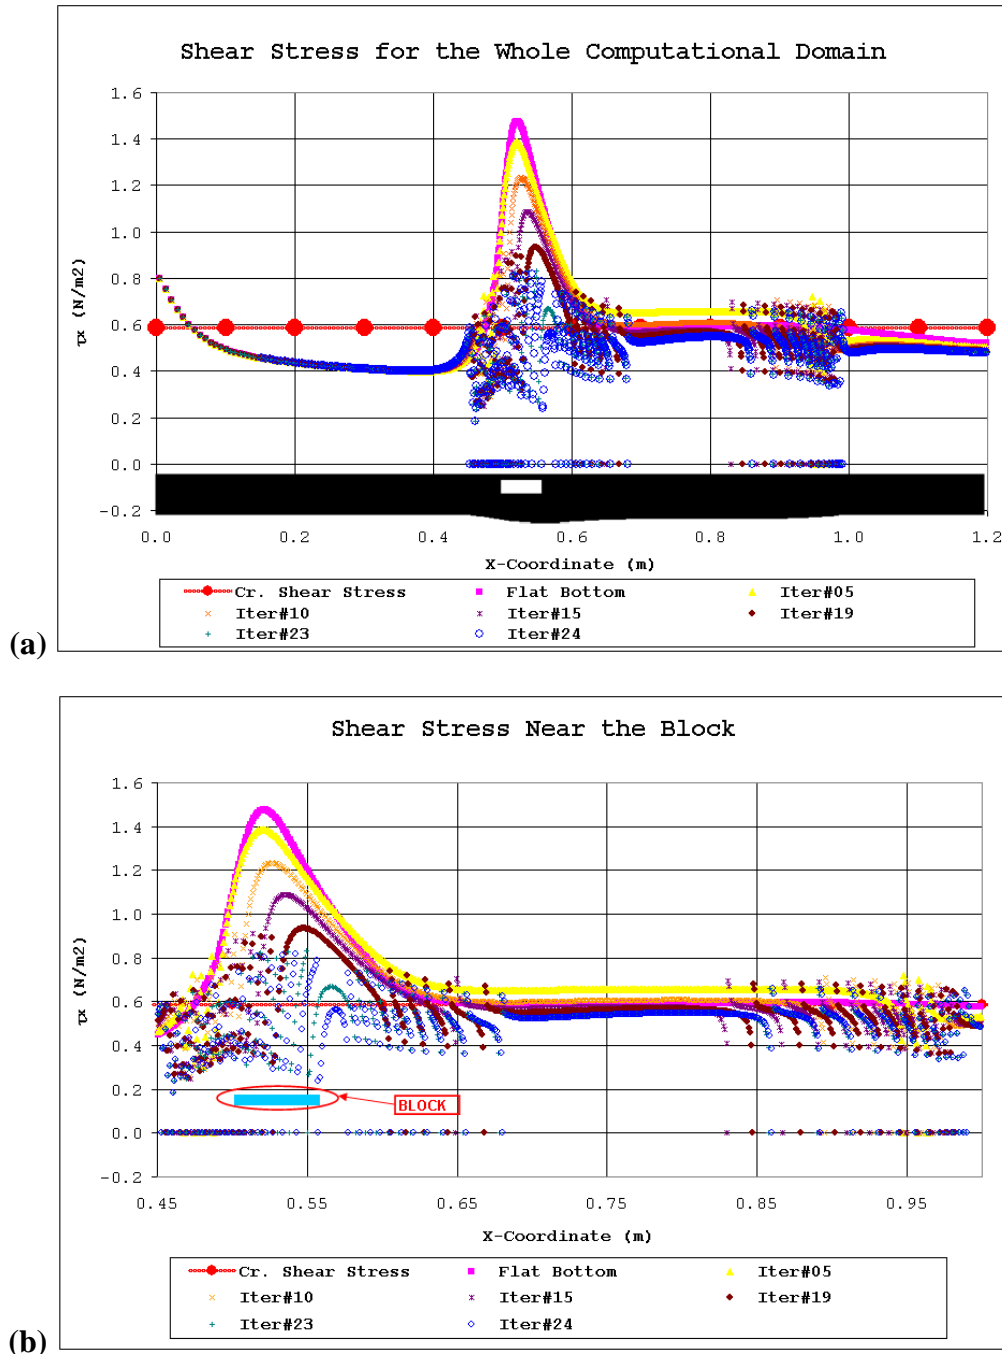 Shear Stress for the Whole Computational Domain
1.6
1.4
1.2
1.0
0.8
0.6
0.4
0.2
0.0
-0.2
τx (N/m2)
0.0 0.2 0.4 0.6 0.8 1.0 1.2
X-Coordinate (m)
Cr. Shear Stress Flat Bottom Iter#05
Iter#10 Iter#15 Iter#19
Iter#23 Iter#24
(a)
Shear Stress Near the Block
1.6
1.4
1.2
1.0
0.8
0.6
0.4
0.2
0.0
-0.2
τx (N/m2)
BLOCK
0.45 0.55 0.65 0.75 0.85 0.95
X-Coordinate (m)
Cr. Shear Stress Flat Bottom Iter#05
Iter#10 Iter#15 Iter#19
Iter#23 Iter#24
(b)